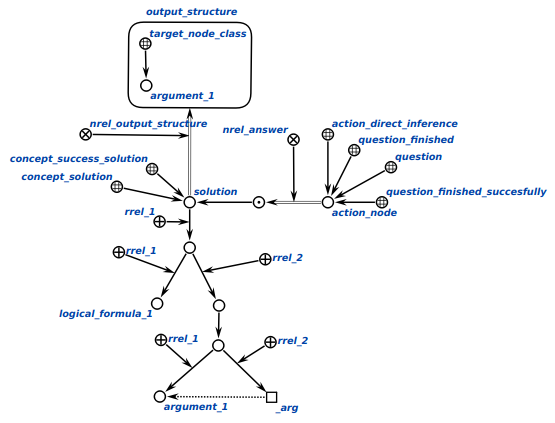 output_structure
target_node_class
argument_1
nrel_output_structure
nrel_answer
action_direct_inference
question_finished
question
concept_success_solution
concept_solution
solution
question_finished_succesfully
action_node
rrel_1
rrel_1
rrel_2
logical_formula_1
rrel_1
rrel_2
argument_1
_arg